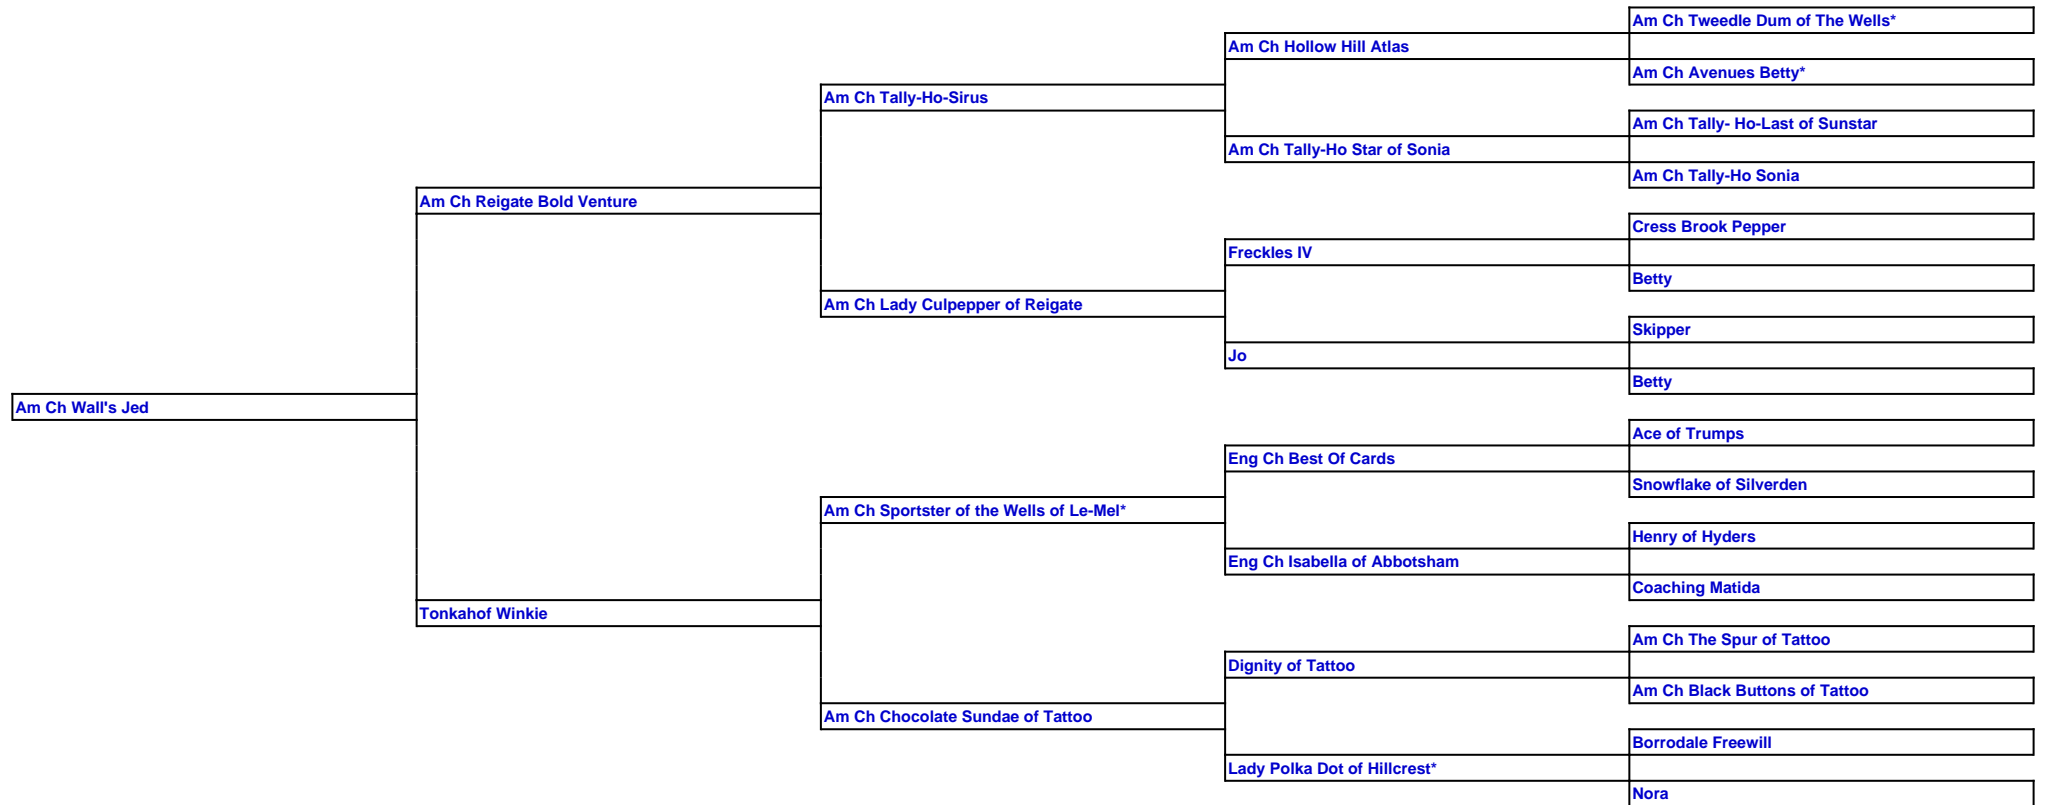 Am Ch Tweedle Dum of The Wells*
Am Ch Hollow Hill Atlas
Am Ch Avenues Betty*
Am Ch Tally-Ho-Sirus
Am Ch Tally- Ho-Last of Sunstar
Am Ch Tally-Ho Star of Sonia
Am Ch Tally-Ho Sonia
Am Ch Reigate Bold Venture
Cress Brook Pepper
Freckles IV
Betty
Am Ch Lady Culpepper of Reigate
Skipper
Jo
Betty
Am Ch Wall's Jed
Ace of Trumps
Eng Ch Best Of Cards
Snowflake of Silverden
Am Ch Sportster of the Wells of Le-Mel*
Henry of Hyders
Eng Ch Isabella of Abbotsham
Coaching Matida
Tonkahof Winkie
Am Ch The Spur of Tattoo
Dignity of Tattoo
Am Ch Black Buttons of Tattoo
Am Ch Chocolate Sundae of Tattoo
Borrodale Freewill
Lady Polka Dot of Hillcrest*
Nora